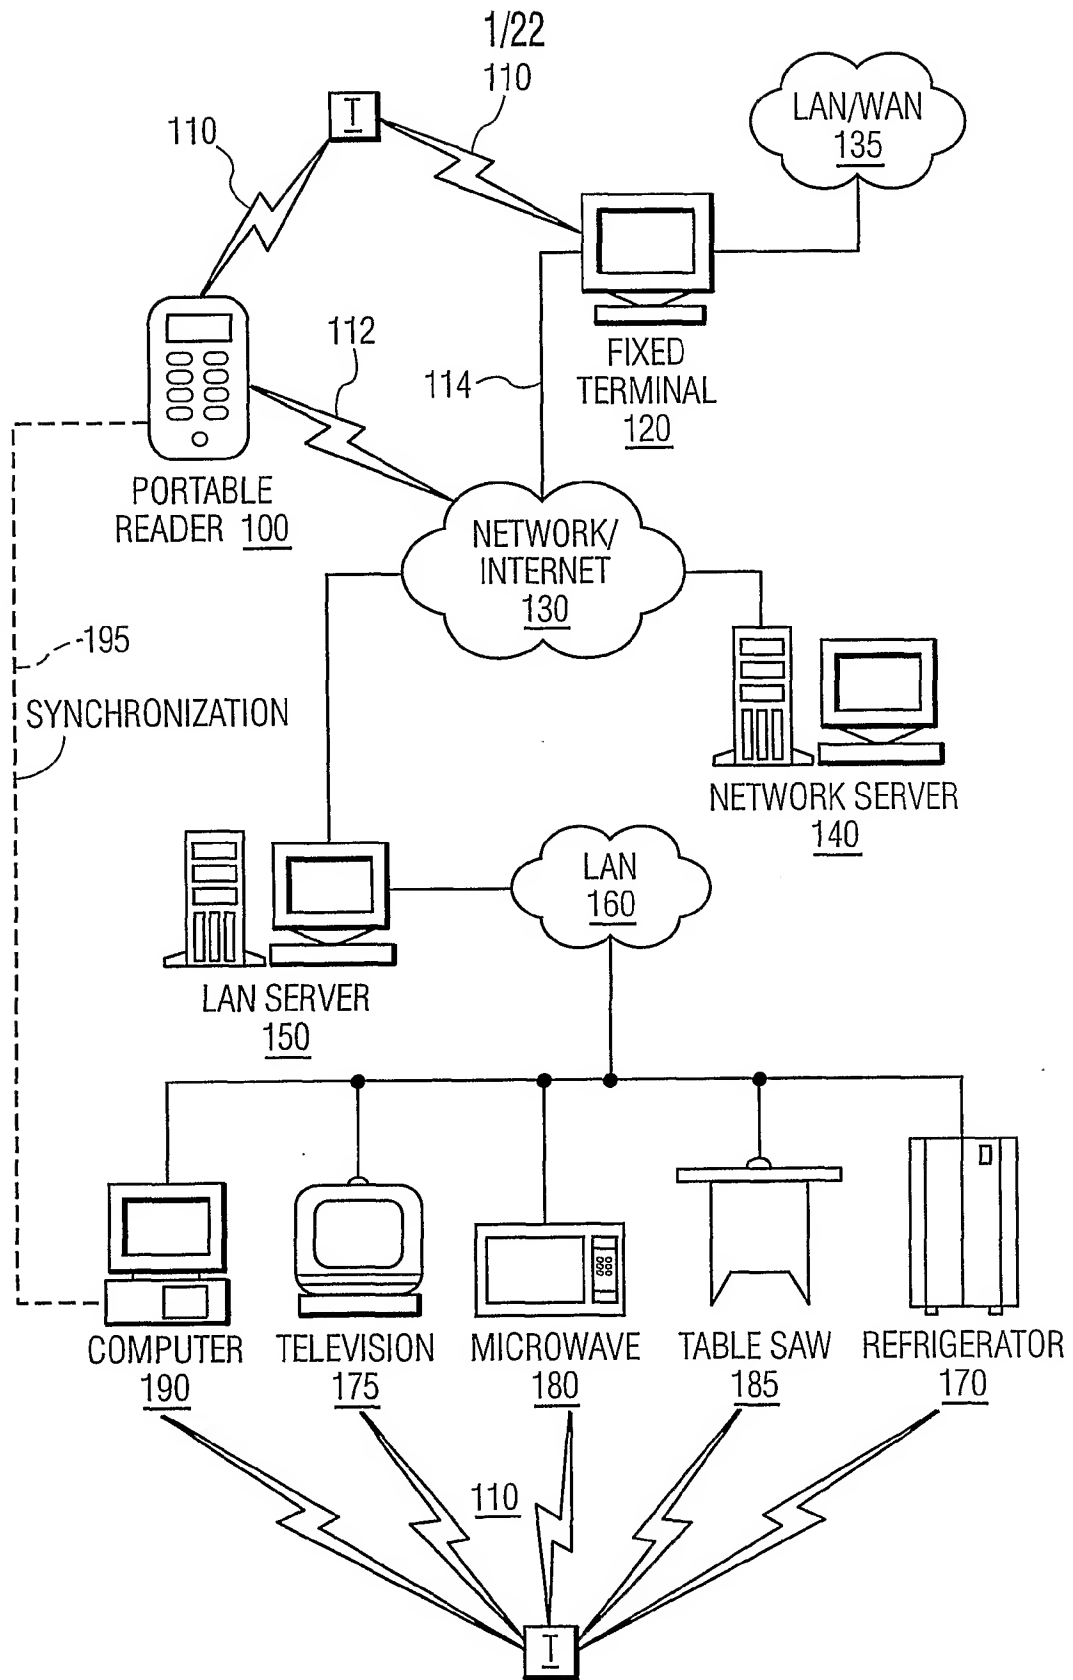 1/22
110
T
110
LAN/WAN
135
112
114
FIXED
TERMINAL
120
PORTABLE
READER 100
NETWORK/
INTERNET
130
195
SYNCHRONIZATION
NETWORK SERVER
140
LAN
160
LAN SERVER
150
COMPUTER
190
TELEVISION
175
MICROWAVE
180
TABLE SAW
185
REFRIGERATOR
170
110
T